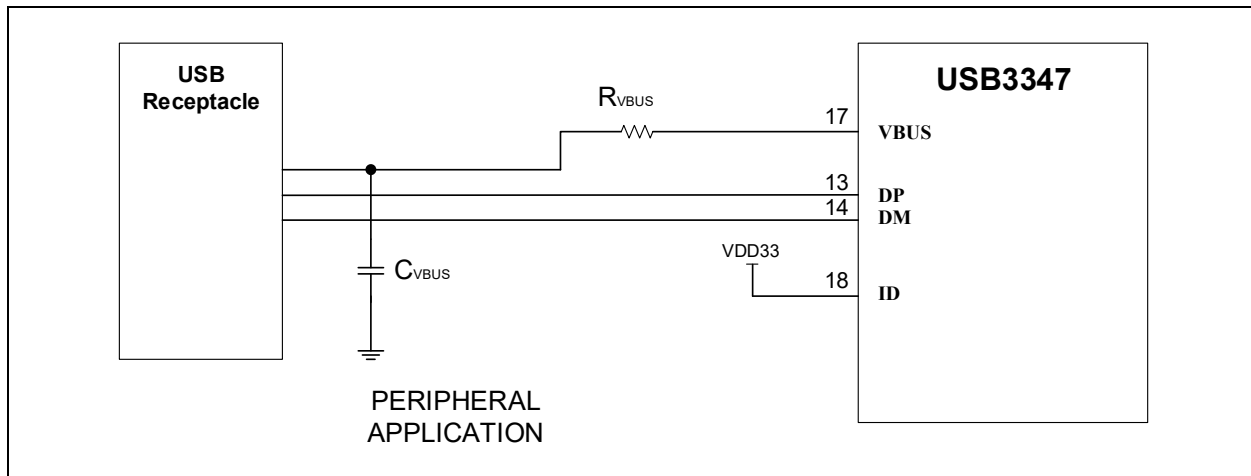 USB
Receptacle
USB3347
RVBUS
17
VBUS
13
DP
14
DM
CVBUS
VDD33
18
ID
PERIPHERAL
APPLICATION